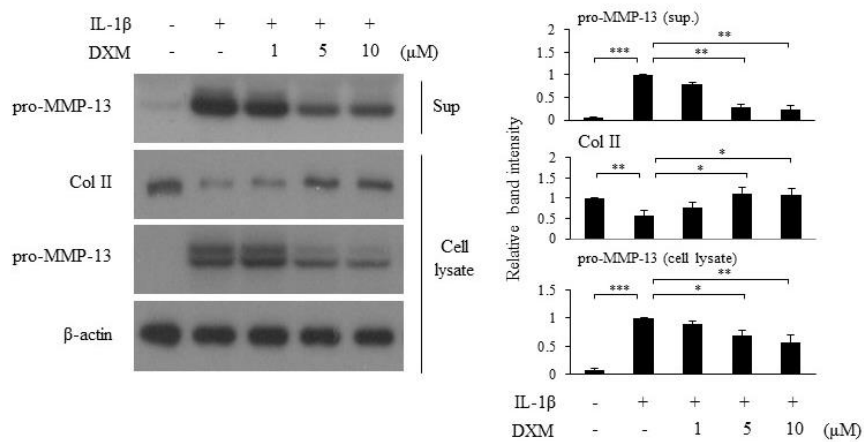 IL-1β - + + + +
DXM - - 1 5 10 (μM)
pro-MMP-13
Sup
Col II
pro-MMP-13
Cell
lysate
β-actin
Relative band intensity
pro-MMP-13 (sup.)
2
1.5
1
0.5
0
***
**
**
Col II
2
1.5
1
0.5
0
**
*
*
pro-MMP-13 (cell lysate)
2
1.5
1
0.5
0
***
*
**
IL-1β - + + + +
DXM - - 1 5 10 (μM)